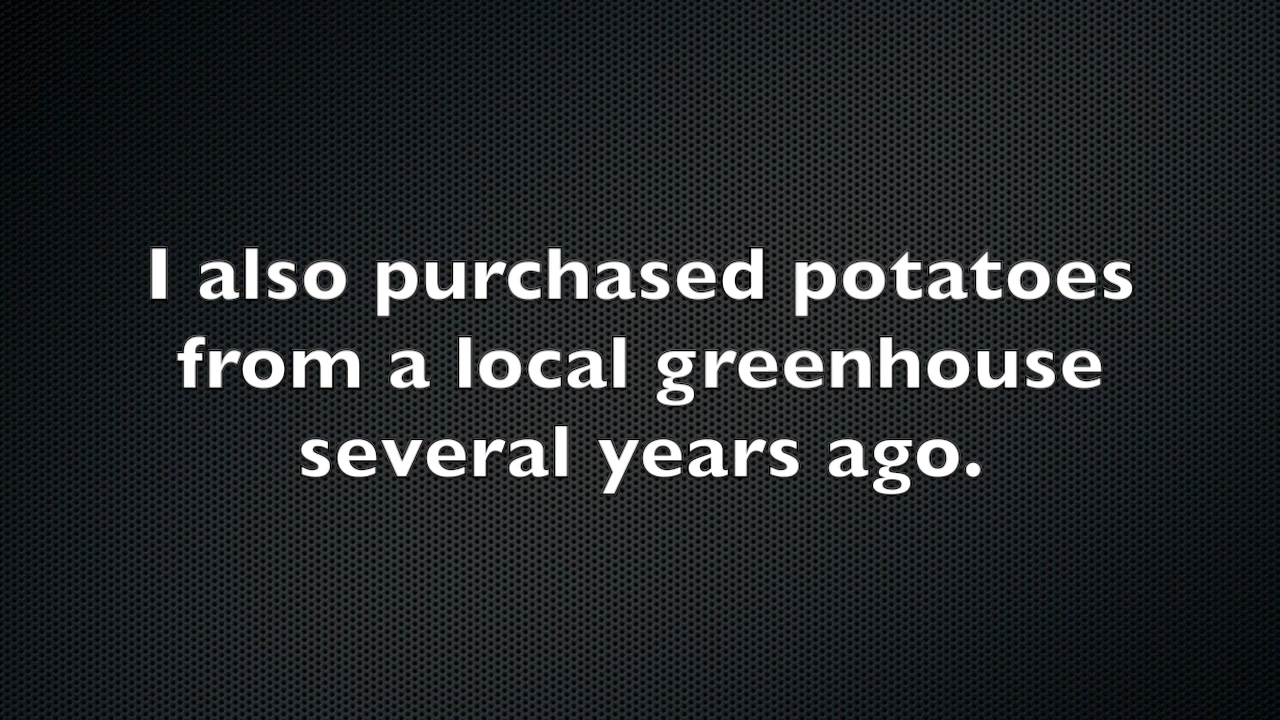 I also purchased potatoes
from a local greenhouse
several years ago.